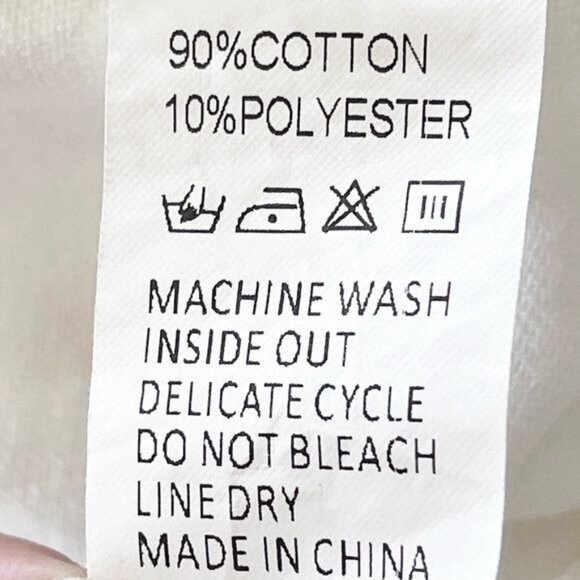 90%COTTON
10%POLYESTER
MACHINE WASH
INSIDE OUT
DELICATE CYCLE
DO NOT BLEACH
LINE DRY
MADE IN CHINA